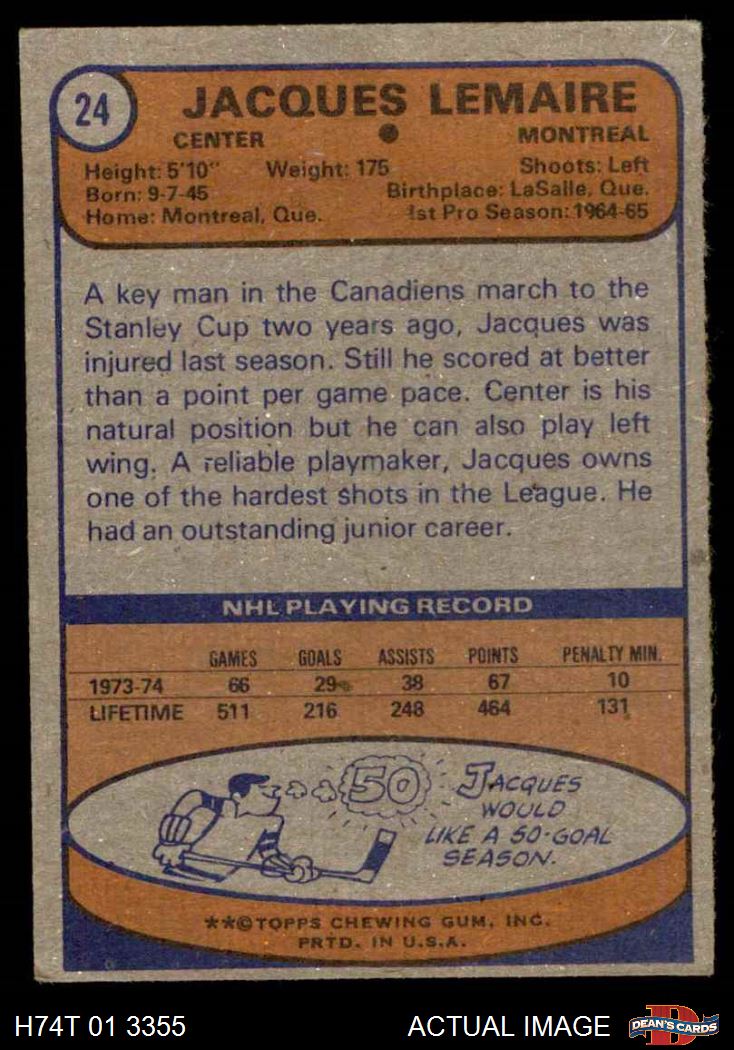 24
JACQUES LEMAIRE
CENTER ● MONTREAL
Height: 5'10" Weight: 175 Shoots: Left
Born: 9-7-45 Birthplace: LaSalle, Que.
Home: Montreal, Que. 1st Pro Season: 1964-65
A key man in the Canadiens march to the
Stanley Cup two years ago, Jacques was
injured last season. Still he scored at better
than a point per game pace. Center is his
natural position but he can also play left
wing. A reliable playmaker, Jacques owns
one of the hardest shots in the League. He
had an outstanding junior career.
NHL PLAYING RECORD
GAMES GOALS ASSISTS POINTS PENALTY MIN.
1973-74 66 29 38 67 10
LIFETIME 511 216 248 464 131
50
JACQUES
WOULD
LIKE A 50-GOAL
SEASON.
**©TOPPS CHEWING GUM, INC.
PRTD. IN U.S.A.
H74T 01 3355 ACTUAL IMAGE D DEAN'S CARDS